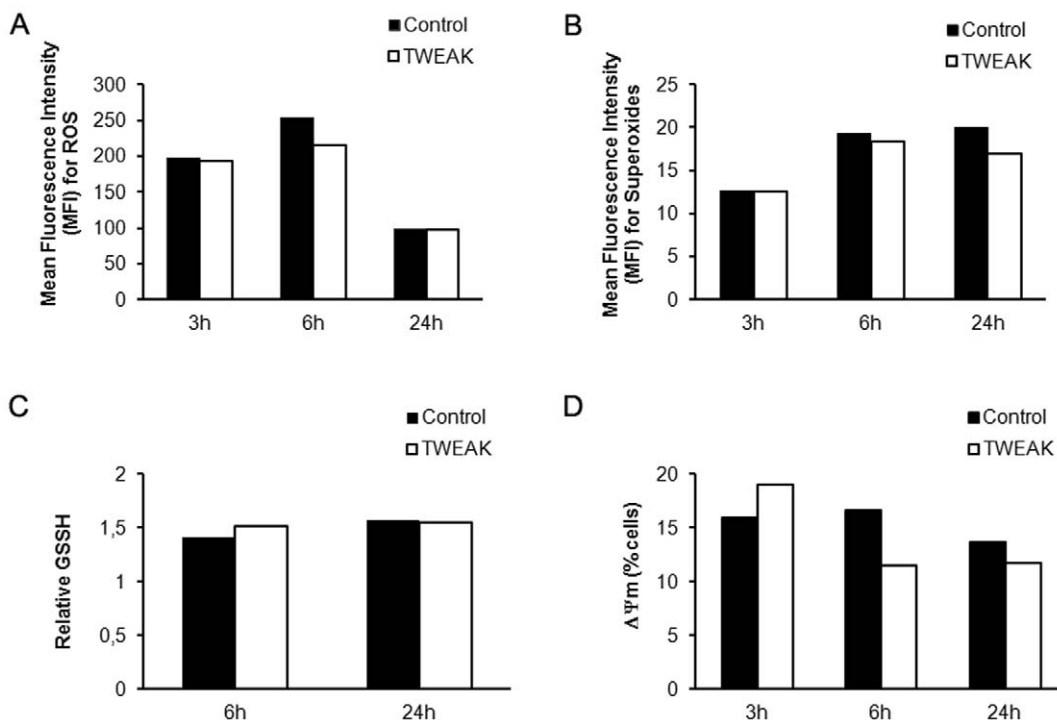 A
Control
TWEAK
Mean Fluorescence Intensity
(MFI) for ROS
300
250
200
150
100
50
0
3h
6h
24h
B
Control
TWEAK
Mean Fluorescence Intensity
(MFI) for Superoxides
25
20
15
10
5
0
3h
6h
24h
C
Control
TWEAK
Relative GSSH
2
1,5
1
0,5
0
6h
24h
D
Control
TWEAK
ΔΨm (% cells)
20
15
10
5
0
3h
6h
24h